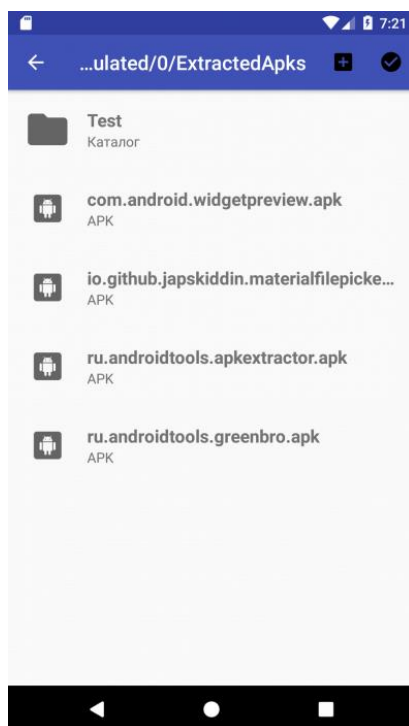 7:21
...ulated/0/ExtractedApks
Test
Каталог
com.android.widgetpreview.apk
APK
io.github.japskiddin.materialfilepicke...
APK
ru.androidtools.apkextractor.apk
APK
ru.androidtools.greenbro.apk
APK